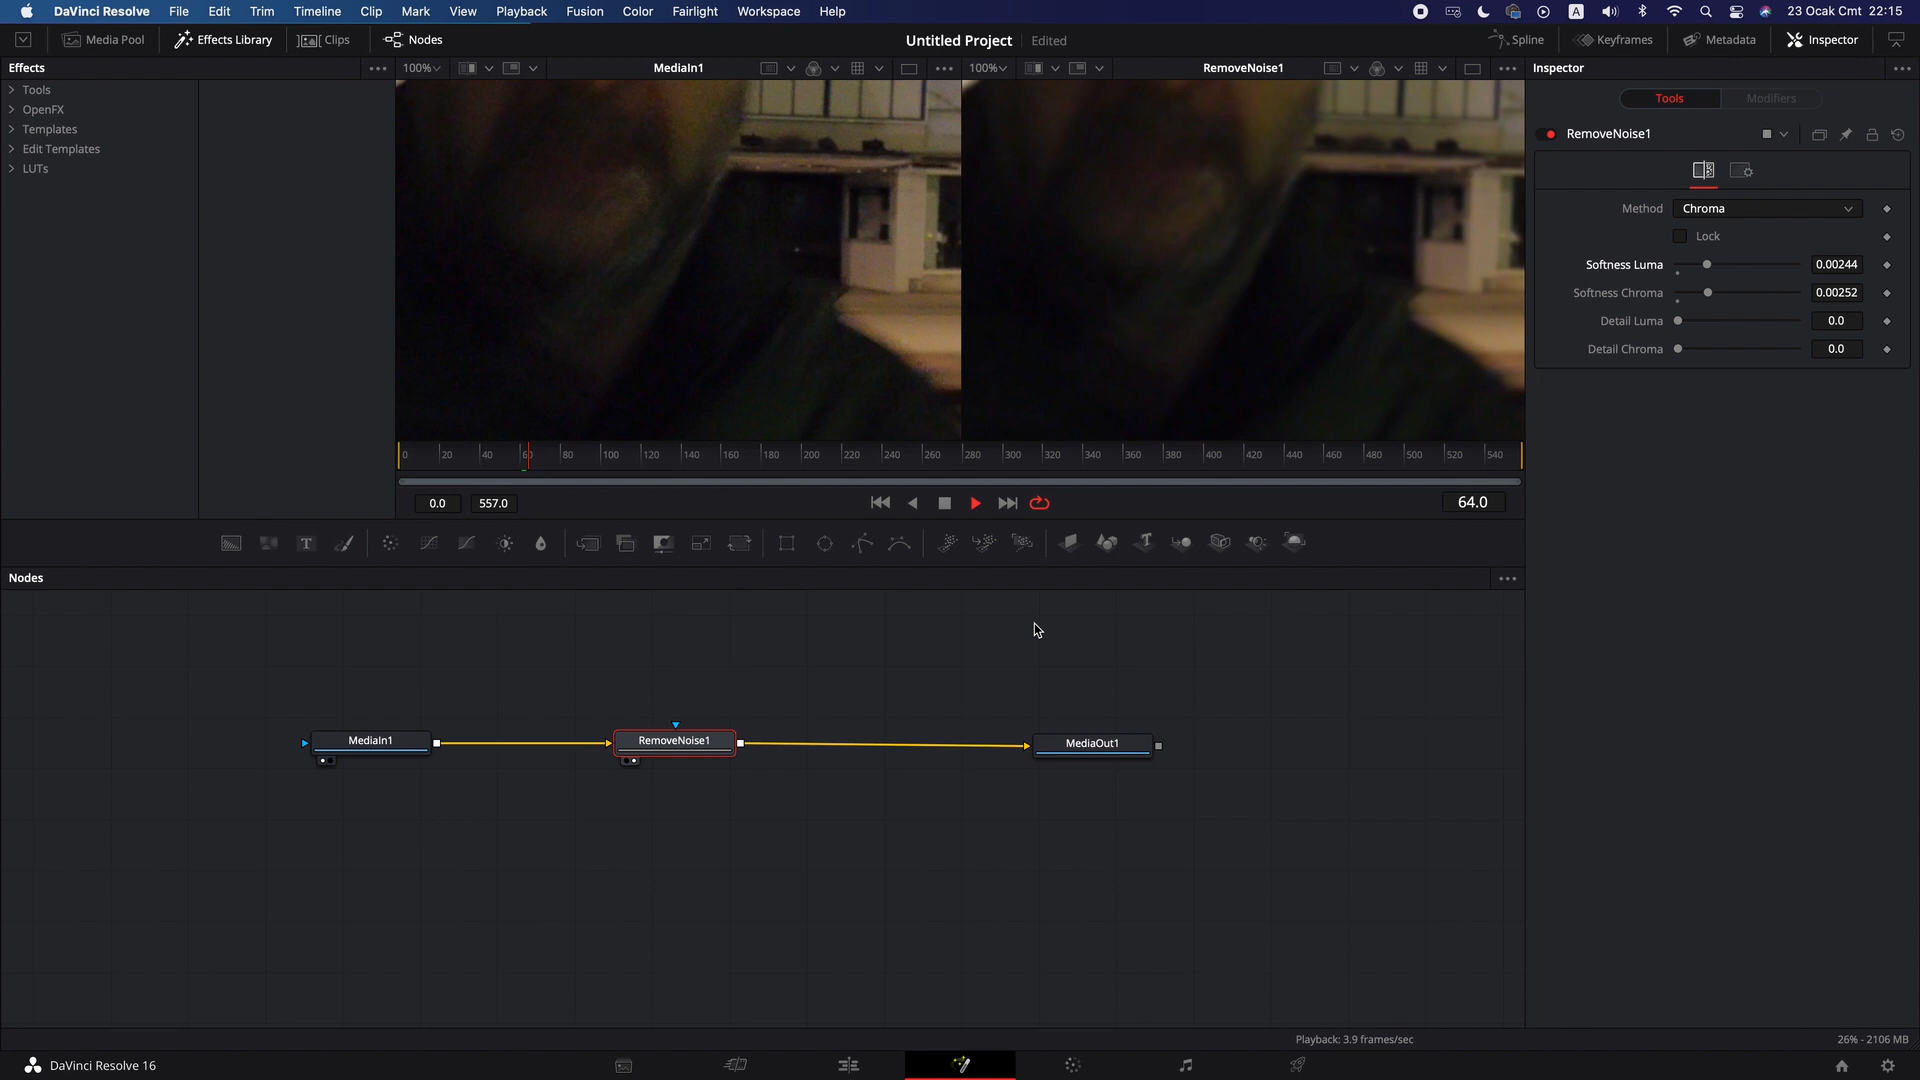 DaVinci Resolve File Edit Trim Timeline Clip Mark View Playback Fusion Color Fairlight Workspace Help A 23 Ocak Cmt 22:15
Media Pool Effects Library Clips Nodes Untitled Project Edited Spline Keyframes Metadata Inspector
Effects 100% MediaIn1 100% RemoveNoise1 Inspector
Tools
OpenFX
Templates
Edit Templates
LUTs
Tools Modifiers
RemoveNoise1
Method Chroma
Lock
Softness Luma 0.00244
Softness Chroma 0.00252
Detail Luma 0.0
Detail Chroma 0.0
0 20 40 60 80 100 120 140 160 180 200 220 240 260 280 300 320 340 360 380 400 420 440 460 480 500 520 540
0.0 557.0 64.0
T T
Nodes
MediaIn1 RemoveNoise1 MediaOut1
Playback: 3.9 frames/sec 26% - 2106 MB
DaVinci Resolve 16